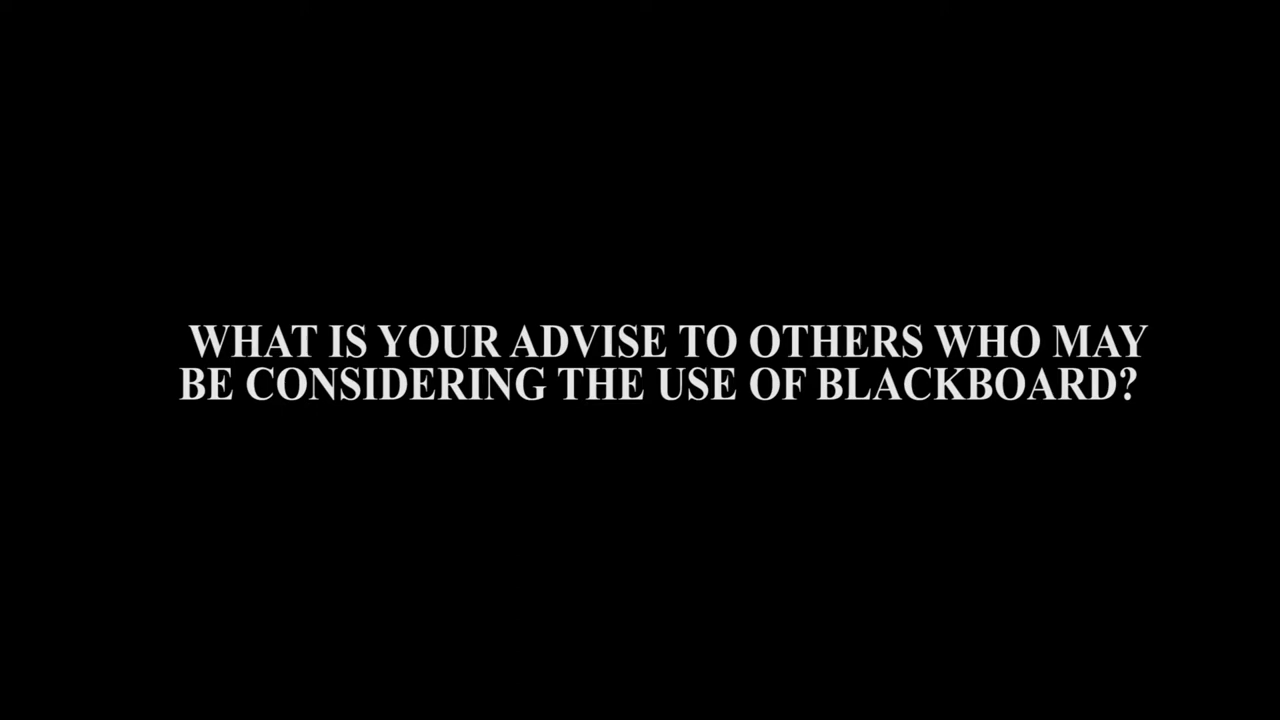 WHAT IS YOUR ADVISE TO OTHERS WHO MAY
BE CONSIDERING THE USE OF BLACKBOARD?